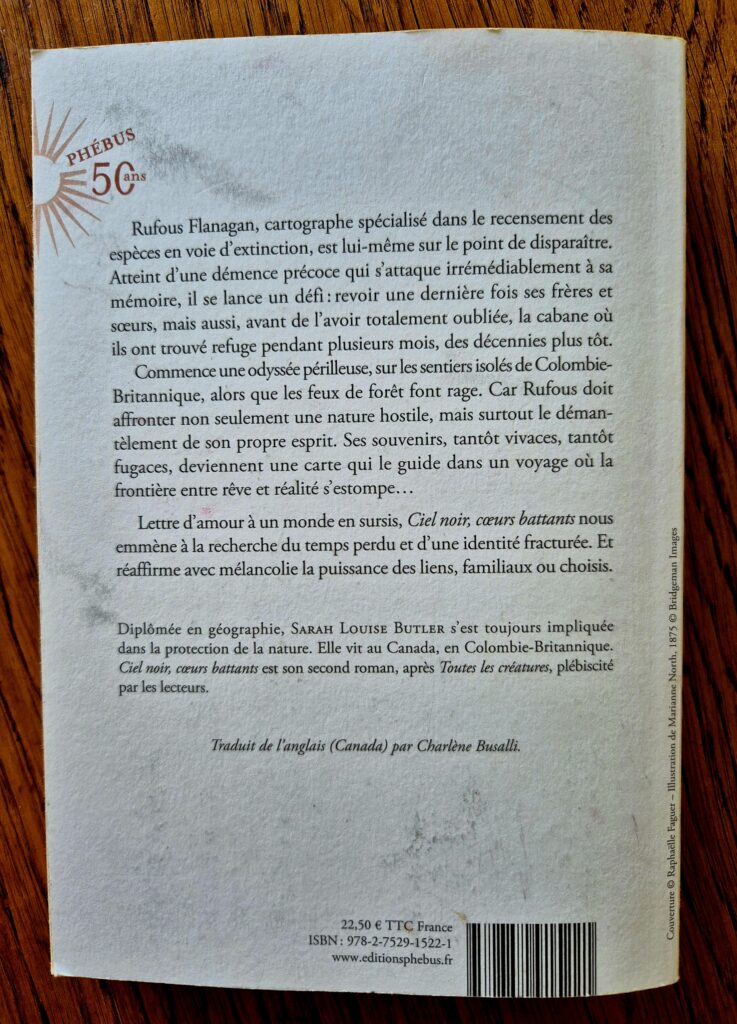 PHÉBUS
50 ans
Rufous Flanagan, cartographe spécialisé dans le recensement des
espèces en voie d’extinction, est lui-même sur le point de disparaître.
Atteint d’une démence précoce qui s’attaque irrémédiablement à sa
mémoire, il se lance un défi : revoir une dernière fois ses frères et
sœurs, mais aussi, avant de l’avoir totalement oubliée, la cabane où
ils ont trouvé refuge pendant plusieurs mois, des décennies plus tôt.
Commence une odyssée périlleuse, sur les sentiers isolés de Colombie-
Britannique, alors que les feux de forêt font rage. Car Rufous doit
affronter non seulement une nature hostile, mais surtout le déman-
tèlement de son propre esprit. Ses souvenirs, tantôt vivaces, tantôt
fugaces, deviennent une carte qui le guide dans un voyage où la
frontière entre rêve et réalité s’estompe…
Lettre d’amour à un monde en sursis, Ciel noir, cœurs battants nous
emmène à la recherche du temps perdu et d’une identité fracturée. Et
réaffirme avec mélancolie la puissance des liens, familiaux ou choisis.
Diplômée en géographie, SARAH LOUISE BUTLER s’est toujours impliquée
dans la protection de la nature. Elle vit au Canada, en Colombie-Britannique.
Ciel noir, cœurs battants est son second roman, après Toutes les créatures, plébiscité
par les lecteurs.
Traduit de l’anglais (Canada) par Charlène Busalli.
22,50 € TTC France
ISBN : 978-2-7529-1522-1
www.editionsphebus.fr
Couverture © Raphaëlle Faguer – Illustration de Marianne North, 1875 © Bridgeman Images